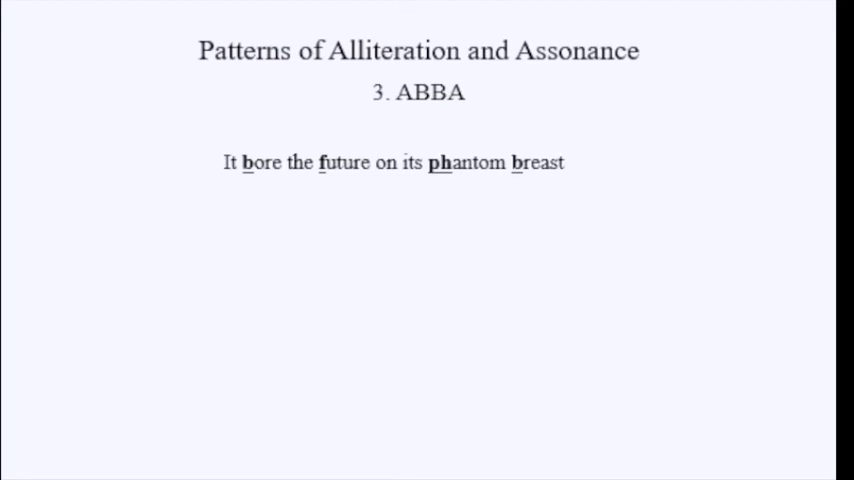 Patterns of Alliteration and Assonance
3. ABBA
It bore the future on its phantom breast